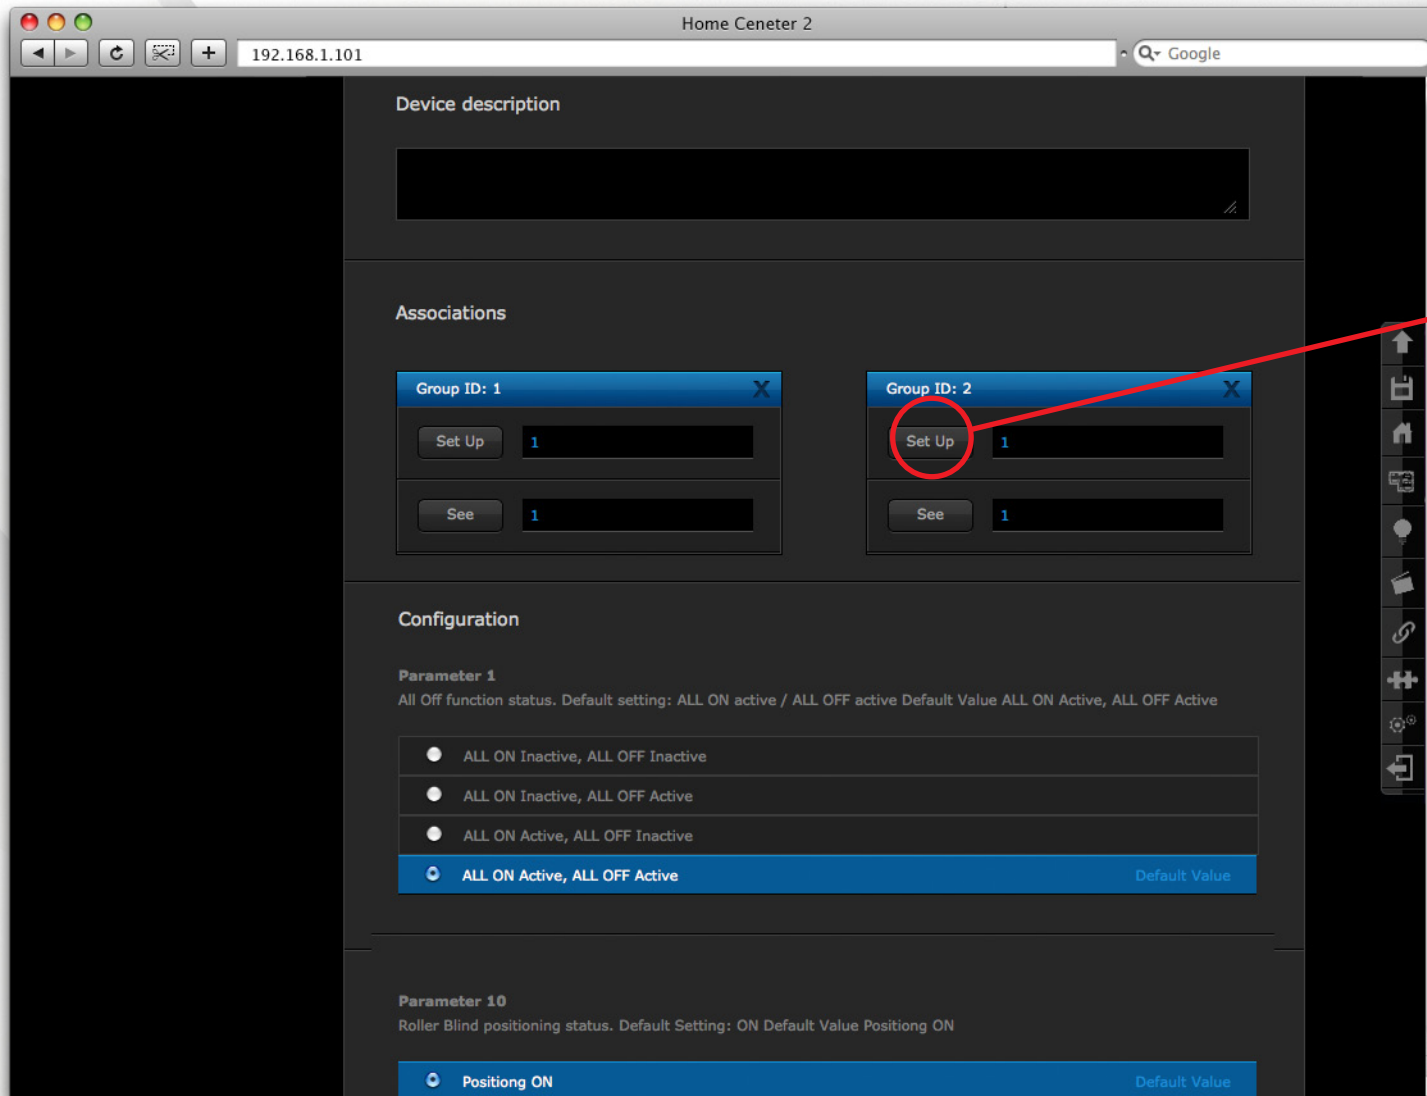 Home Ceneter 2
192.168.1.101
Google
Device description
Associations
Group ID: 1 X
Group ID: 2 X
Set Up 1
Set Up 1
See 1
See 1
Configuration
Parameter 1
All Off function status. Default setting: ALL ON active / ALL OFF active Default Value ALL ON Active, ALL OFF Active
ALL ON Inactive, ALL OFF Inactive
ALL ON Inactive, ALL OFF Active
ALL ON Active, ALL OFF Inactive
ALL ON Active, ALL OFF Active Default Value
Parameter 10
Roller Blind positioning status. Default Setting: ON Default Value Positiong ON
Positiong ON Default Value